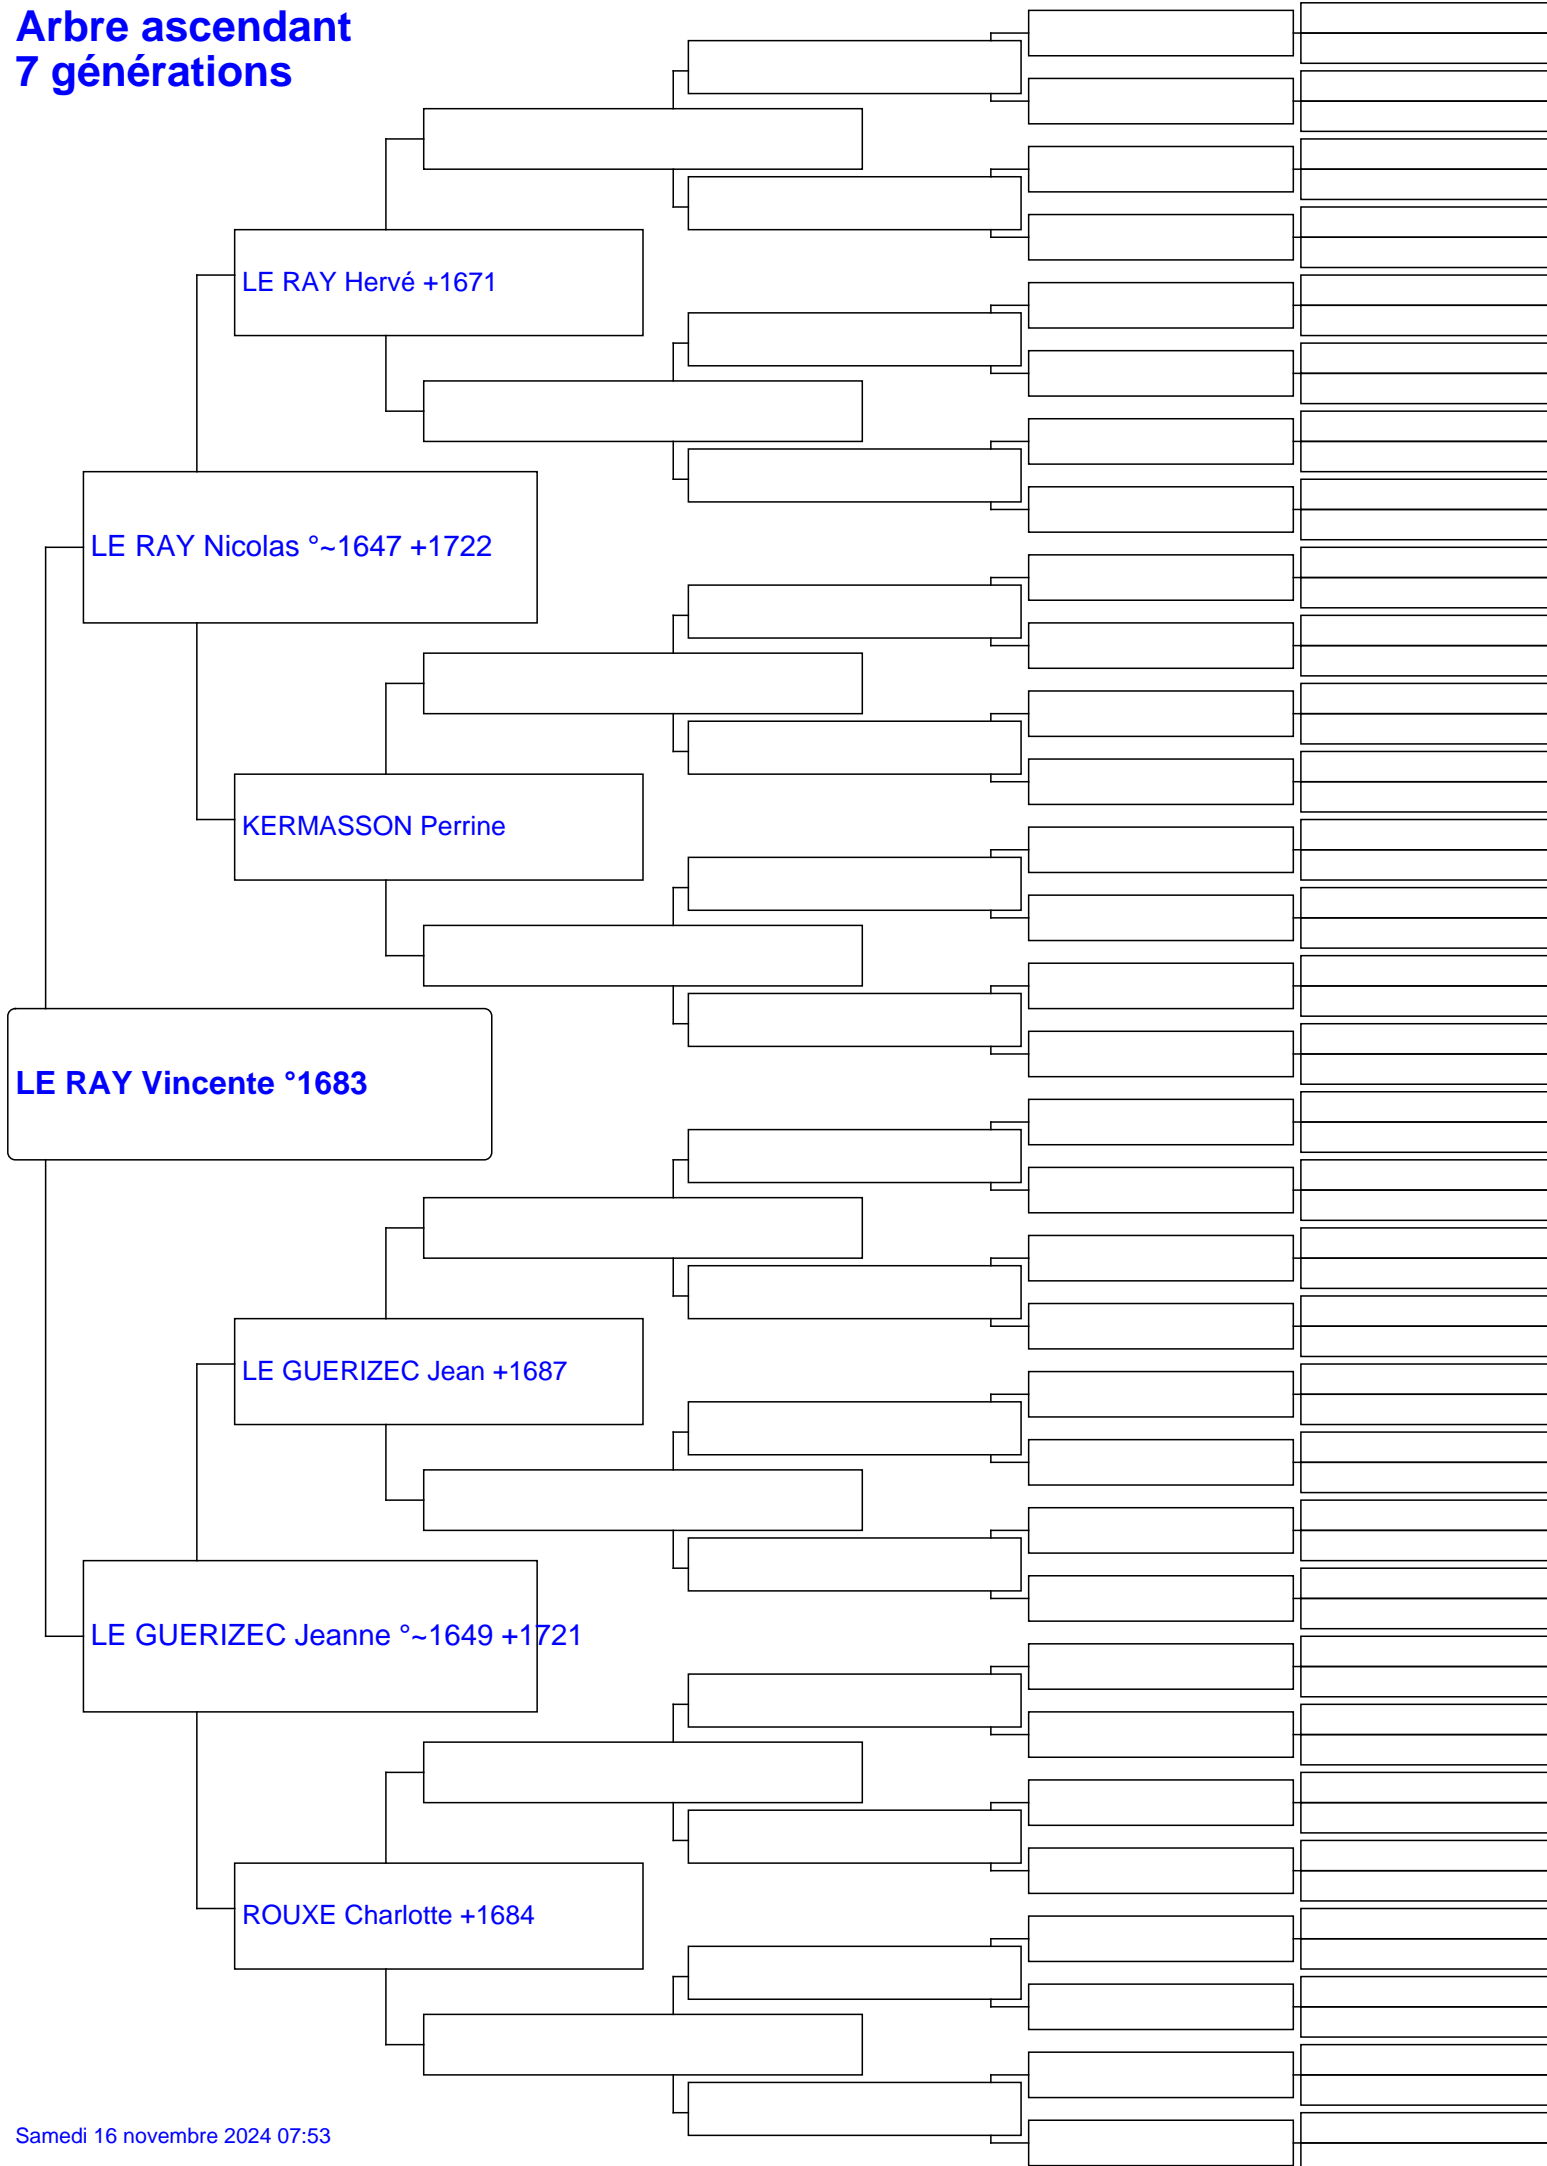 Arbre ascendant
7 générations
LE RAY Hervé +1671
LE RAY Nicolas °~1647 +1722
KERMASSON Perrine
LE RAY Vincente °1683
LE GUERIZEC Jean +1687
LE GUERIZEC Jeanne °~1649 +1721
ROUXE Charlotte +1684
Samedi 16 novembre 2024 07:53